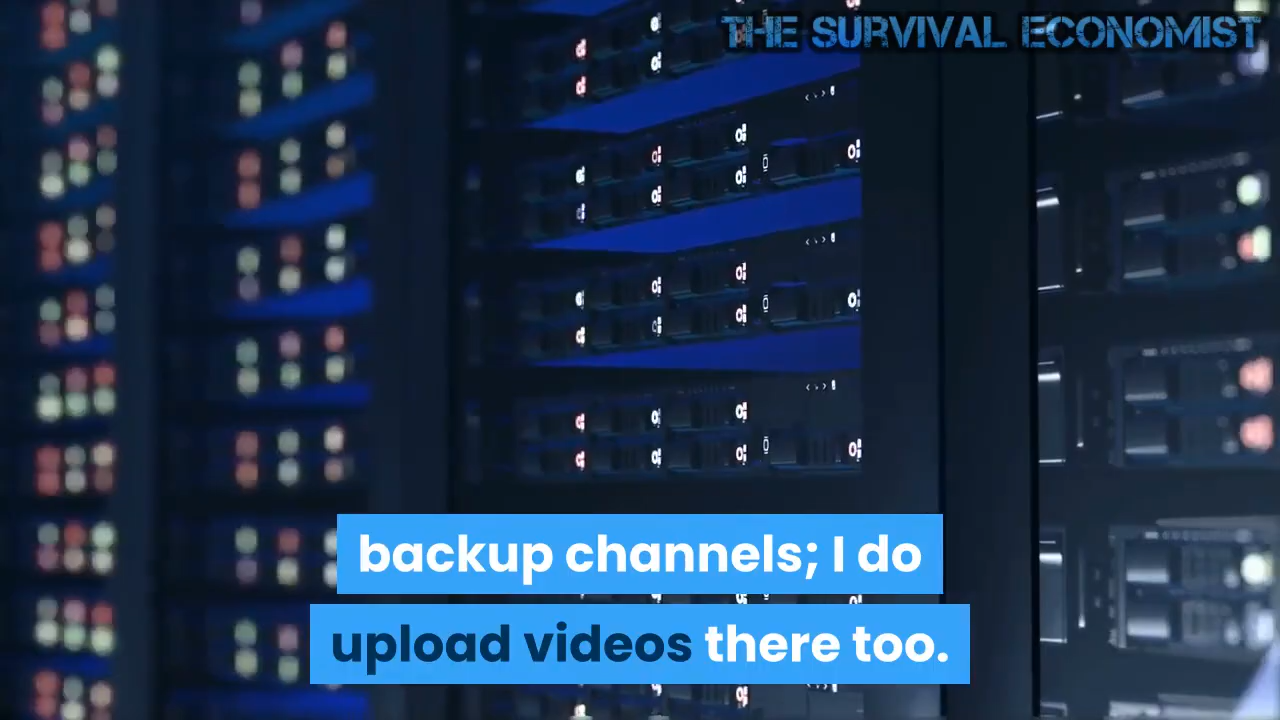 THE SURVIVAL ECONOMIST
backup channels; I do
upload videos there too.